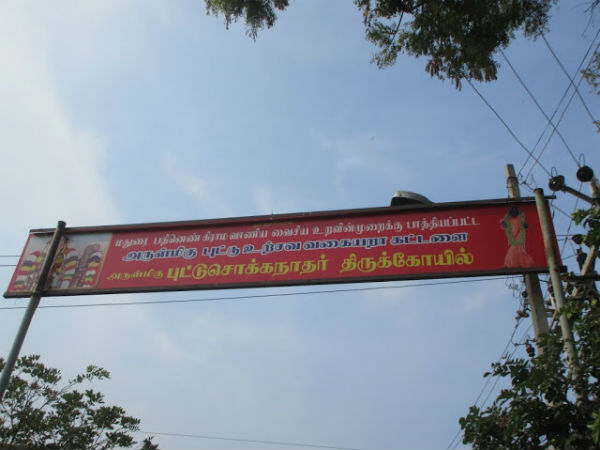 மதுரை பதினெண் கிராம வாணிய வைசிய உறவின்முறைக்கு பாத்தியப்பட்ட
அருள்மிகு புட்டு உற்சவ வகையறா கட்டளை
அருள்மிகு புட்டுசொக்கநாதர் திருக்கோயில்